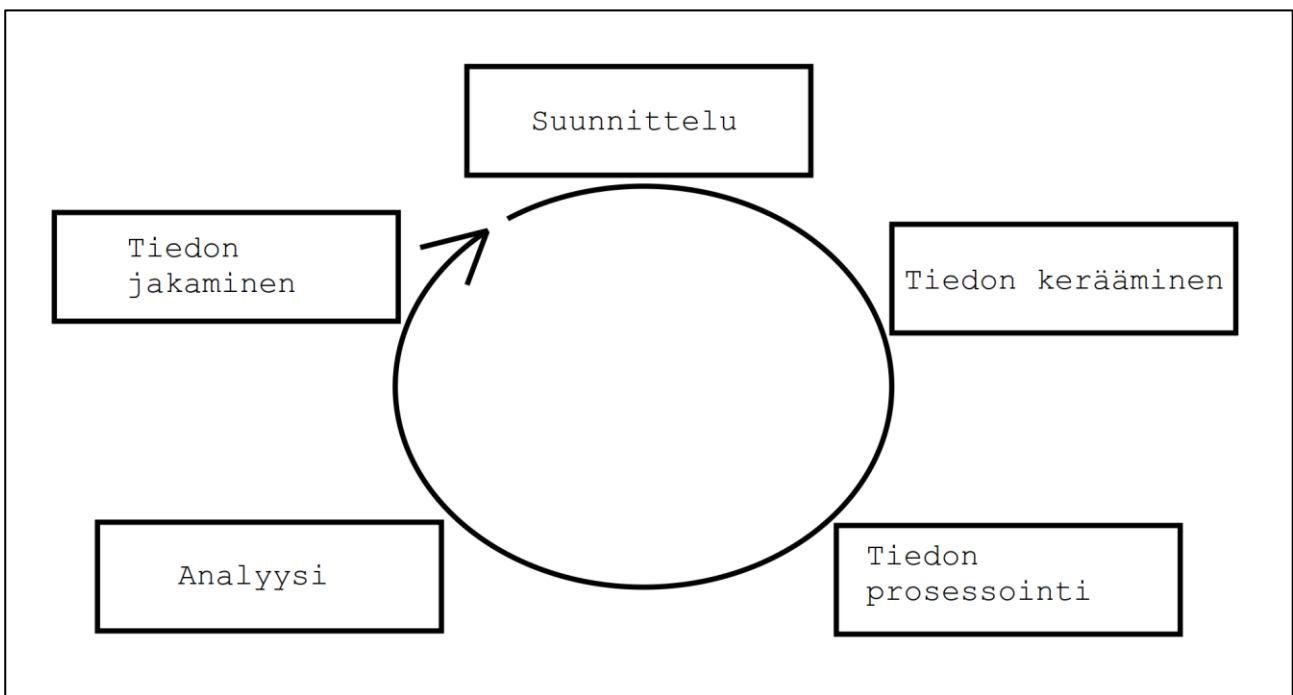 Suunnittelu
Tiedon
jakaminen
Tiedon kerääminen
Analyysi
Tiedon
prosessointi